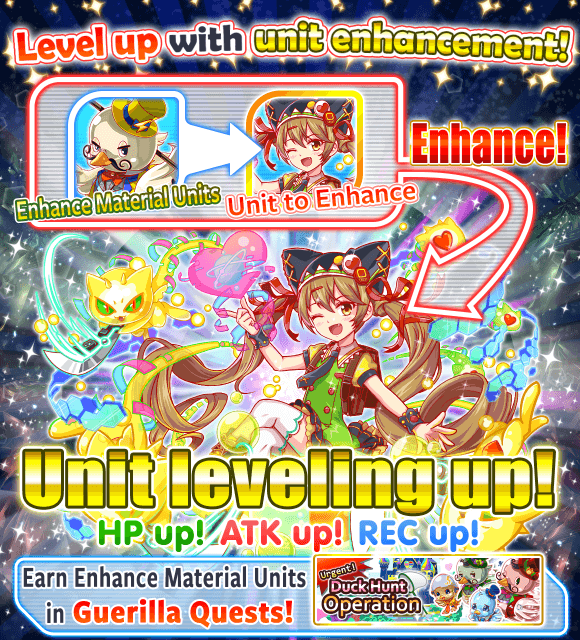 Level up with unit enhancement!
Enhance Material Units
Unit to Enhance
Enhance!
Unit leveling up!
HP up! ATK up! REC up!
Earn Enhance Material Units
in Guerilla Quests!
Urgent!
Duck Hunt
Operation